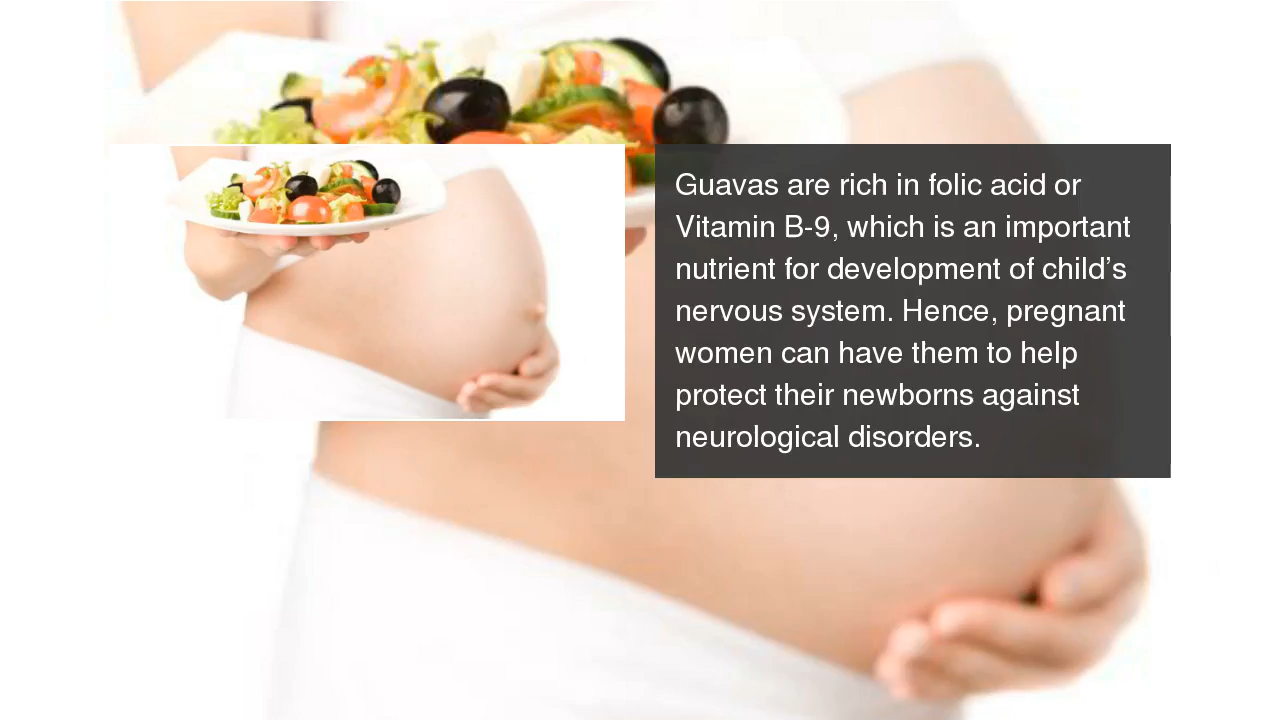 Guavas are rich in folic acid or
Vitamin B-9, which is an important
nutrient for development of child’s
nervous system. Hence, pregnant
women can have them to help
protect their newborns against
neurological disorders.